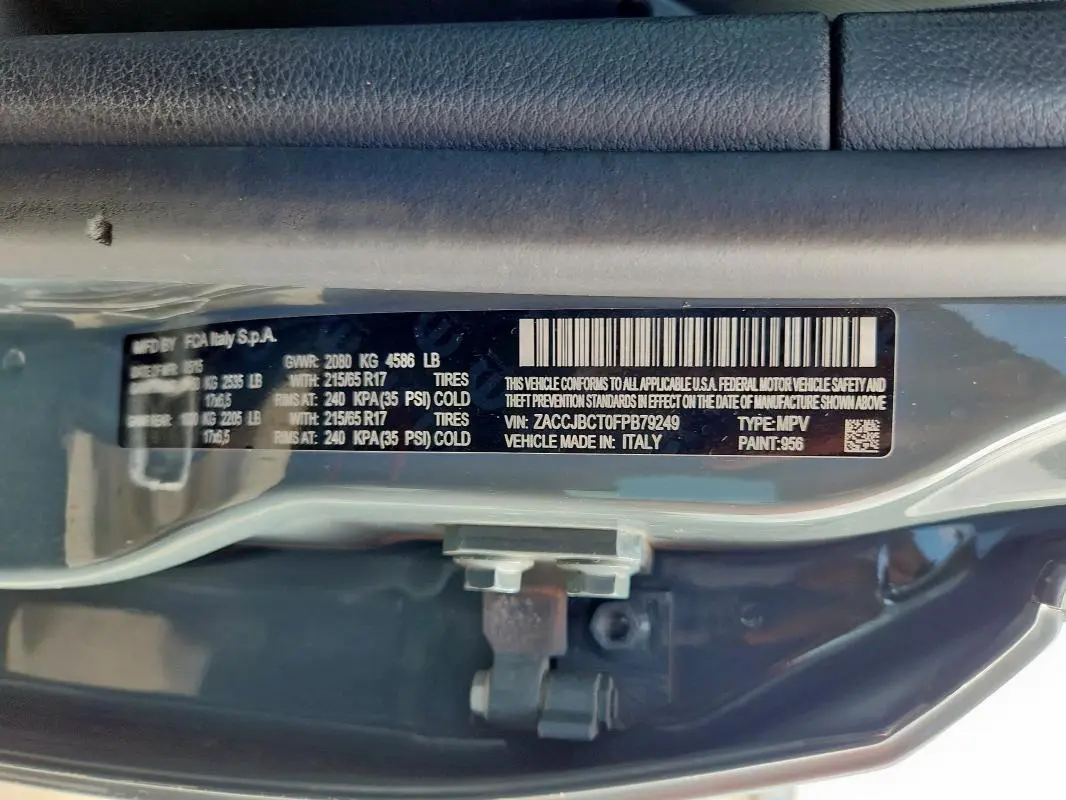 MFD BY FCA Italy S.p.A.
GVWR: 2080 KG 4586 LB
KG 2535 LB WITH: 215/65 R17 TIRES
17x6,5 RIMS AT: 240 KPA(35 PSI) COLD
KG 2205 LB WITH: 215/65 R17 TIRES
17x6,5 RIMS AT: 240 KPA(35 PSI) COLD
THIS VEHICLE CONFORMS TO ALL APPLICABLE U.S.A. FEDERAL MOTOR VEHICLE SAFETY AND
THEFT PREVENTION STANDARDS IN EFFECT ON THE DATE OF MANUFACTURE SHOWN ABOVE
VIN: ZACCJBCT0FPB79249 TYPE:MPV
VEHICLE MADE IN: ITALY PAINT:956